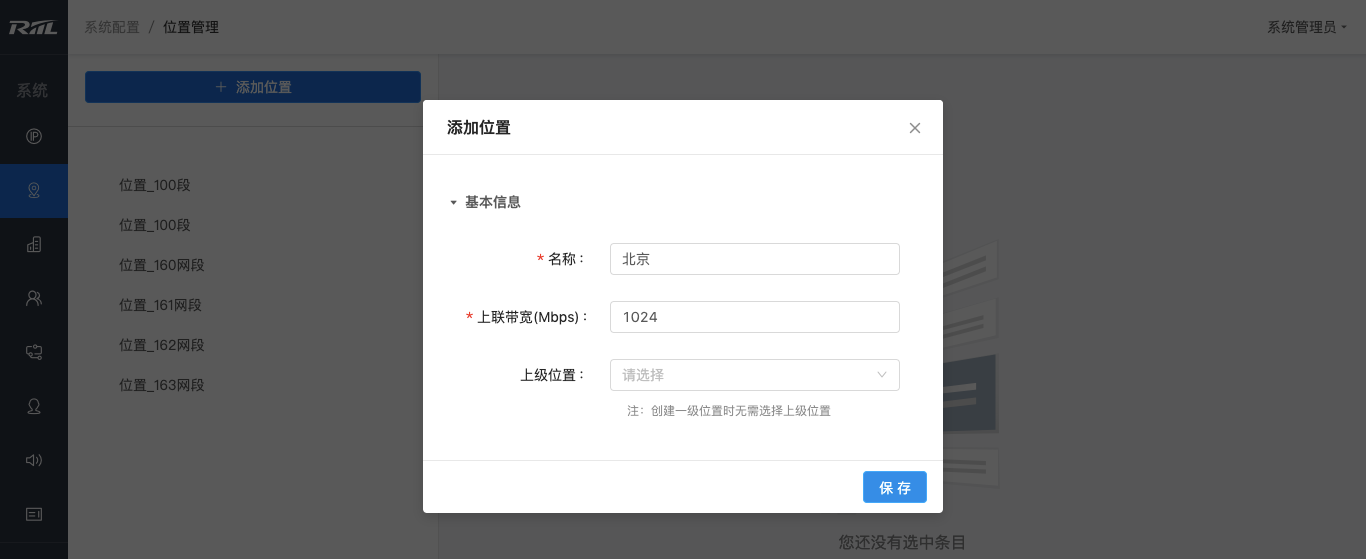 RIIL
系统配置 / 位置管理
系统管理员
系统
+ 添加位置
位置_100段
位置_100段
位置_160网段
位置_161网段
位置_162网段
位置_163网段
添加位置
基本信息
* 名称：
北京
* 上联带宽(Mbps)：
1024
上级位置：
请选择
注：创建一级位置时无需选择上级位置
保 存
您还没有选中条目
IP